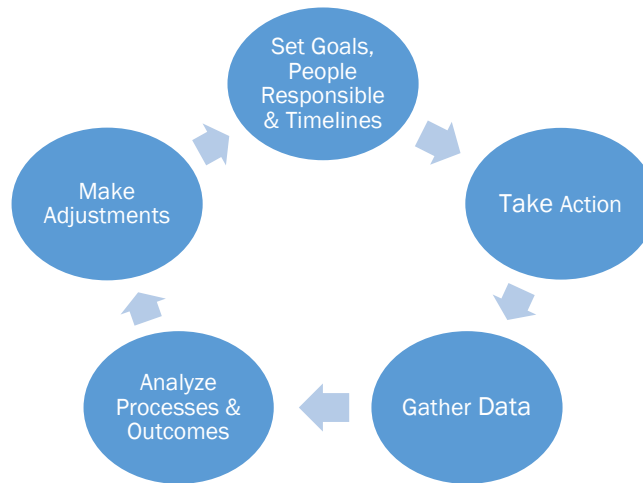 Set Goals,
People
Responsible
& Timelines
Take Action
Gather Data
Analyze
Processes &
Outcomes
Make
Adjustments